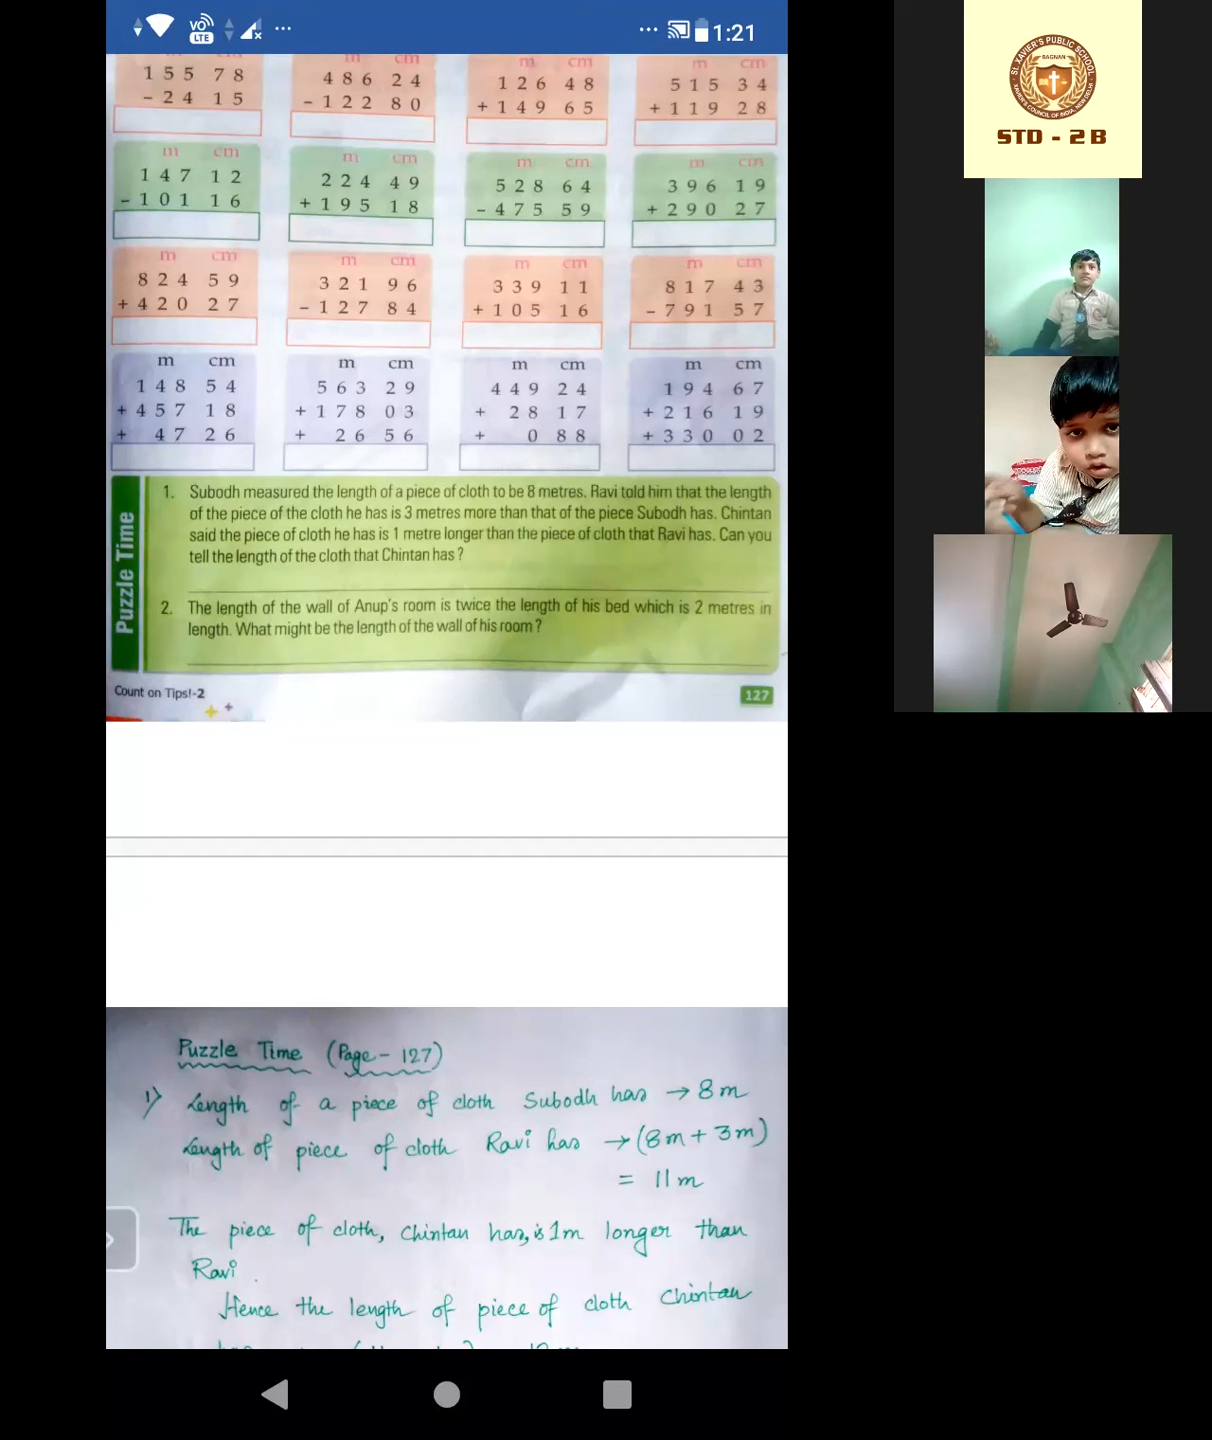 VO LTE
1:21
m cm m cm m cm m cm
1 5 5 7 8 4 8 6 2 4 1 2 6 4 8 5 1 5 3 4
- 2 4 1 5 - 1 2 2 8 0 + 1 4 9 6 5 + 1 1 9 2 8
m cm m cm m cm m cm
1 4 7 1 2 2 2 4 4 9 5 2 8 6 4 3 9 6 1 9
- 1 0 1 1 6 + 1 9 5 1 8 - 4 7 5 5 9 + 2 9 0 2 7
m cm m cm m cm m cm
8 2 4 5 9 3 2 1 9 6 3 3 9 1 1 8 1 7 4 3
+ 4 2 0 2 7 - 1 2 7 8 4 + 1 0 5 1 6 - 7 9 1 5 7
m cm m cm m cm m cm
1 4 8 5 4 5 6 3 2 9 4 4 9 2 4 1 9 4 6 7
+ 4 5 7 1 8 + 1 7 8 0 3 + 2 8 1 7 + 2 1 6 1 9
+ 4 7 2 6 + 2 6 5 6 + 0 8 8 + 3 3 0 0 2
Puzzle Time
1. Subodh measured the length of a piece of cloth to be 8 metres. Ravi told him that the length
of the piece of the cloth he has is 3 metres more than that of the piece Subodh has. Chintan
said the piece of cloth he has is 1 metre longer than the piece of cloth that Ravi has. Can you
tell the length of the cloth that Chintan has ?
2. The length of the wall of Anup's room is twice the length of his bed which is 2 metres in
length. What might be the length of the wall of his room ?
Count on Tips!-2
127
Puzzle Time (Page - 127)
1) Length of a piece of cloth Subodh has → 8 m
Length of piece of cloth Ravi has → (8m + 3m)
= 11 m
The piece of cloth, Chintan has, is 1m longer than
Ravi.
Hence the length of piece of cloth Chintan
ST. XAVIER'S PUBLIC SCHOOL
BAGNAN
STD - 2 B